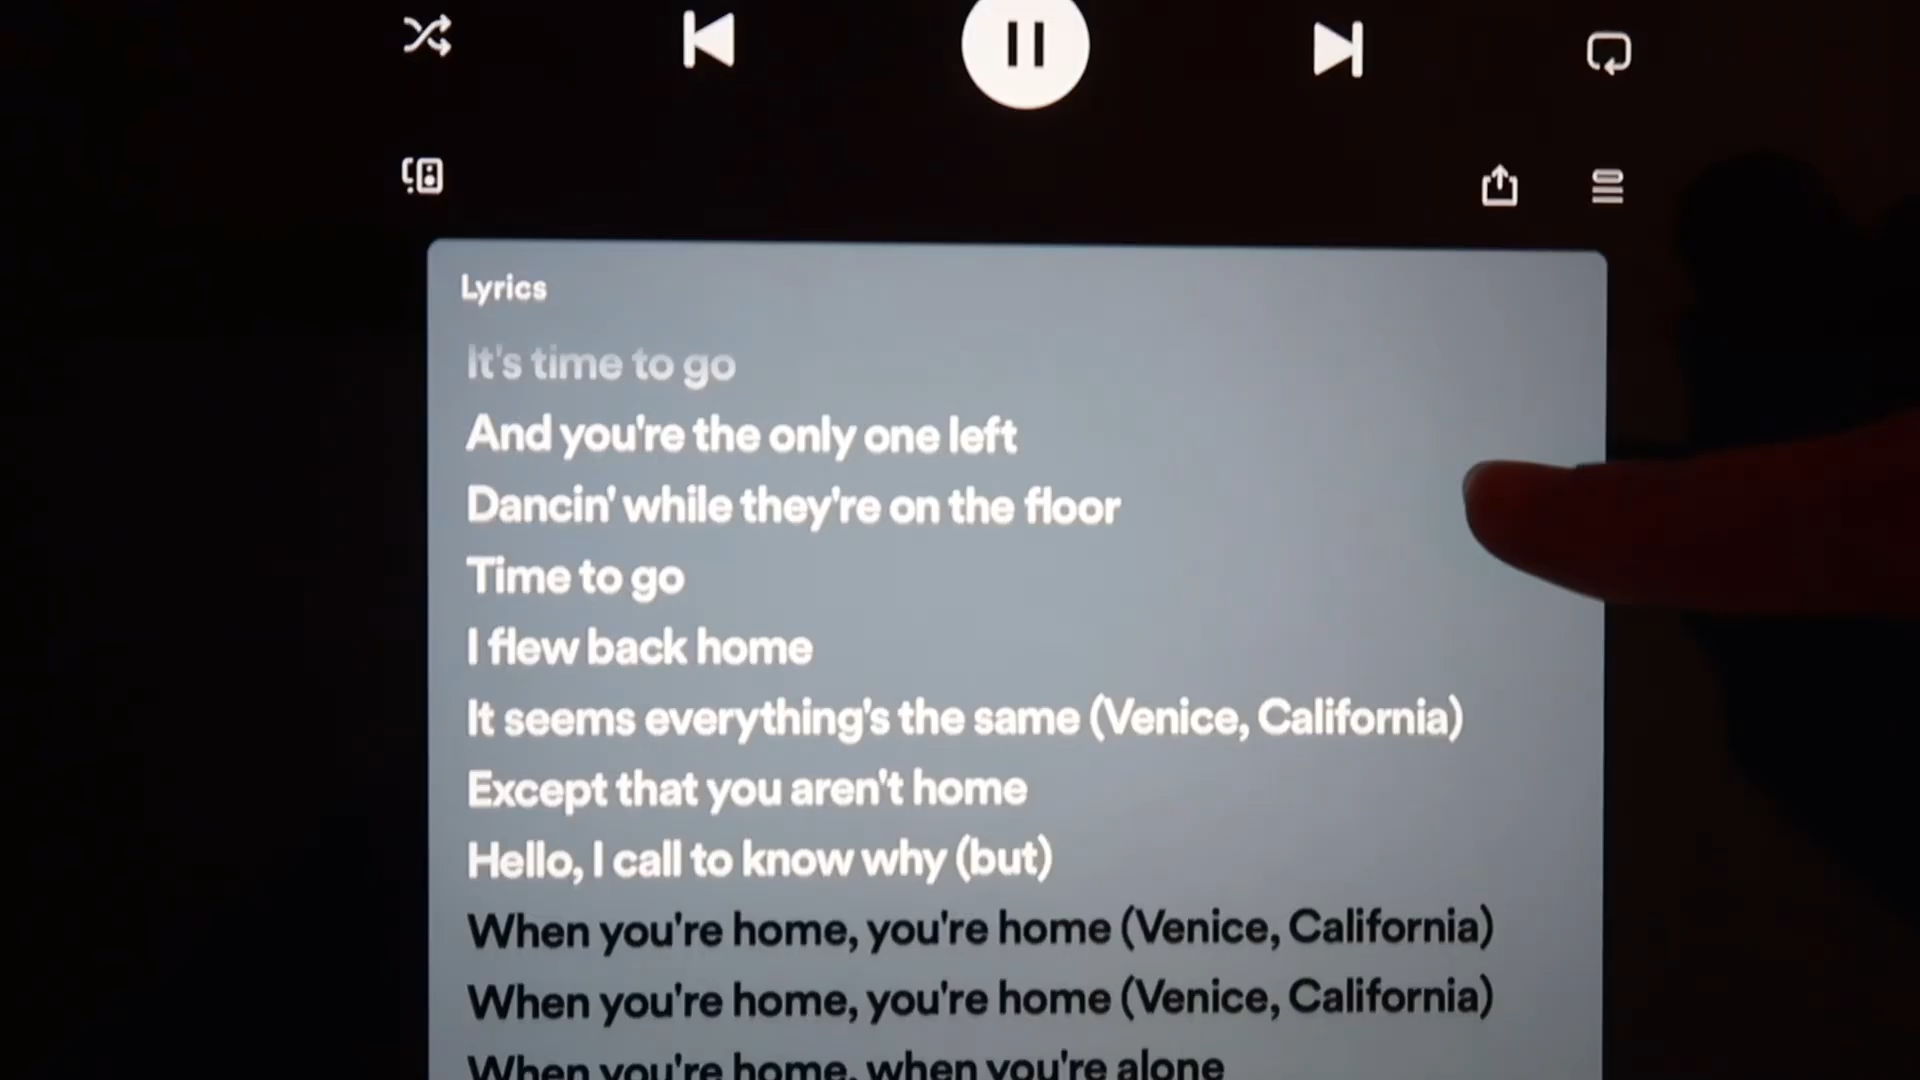 Lyrics
It's time to go
And you're the only one left
Dancin' while they're on the floor
Time to go
I flew back home
It seems everything's the same (Venice, California)
Except that you aren't home
Hello, I call to know why (but)
When you're home, you're home (Venice, California)
When you're home, you're home (Venice, California)
When you're home, when you're alone